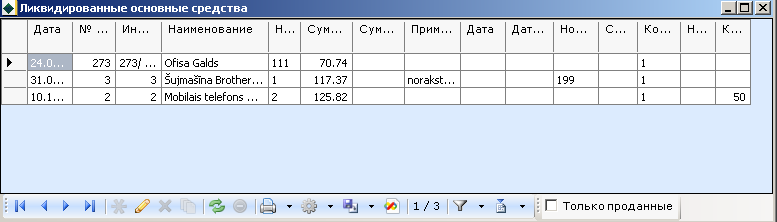 Ликвидированные основные средства
Дата № ... Ин... Наименование Н... Сум... Сум... Прим... Дата Дат... Но... С... Ко... Н... К...
24.0... 273 273/ ... Ofisa Galds 111 70.74 1
31.0... 3 3 Šujmašīna Brother... 1 117.37 norakst... 199 1
10.1... 2 2 Mobilais telefons ... 2 125.82 1 50
1 / 3 Только проданные